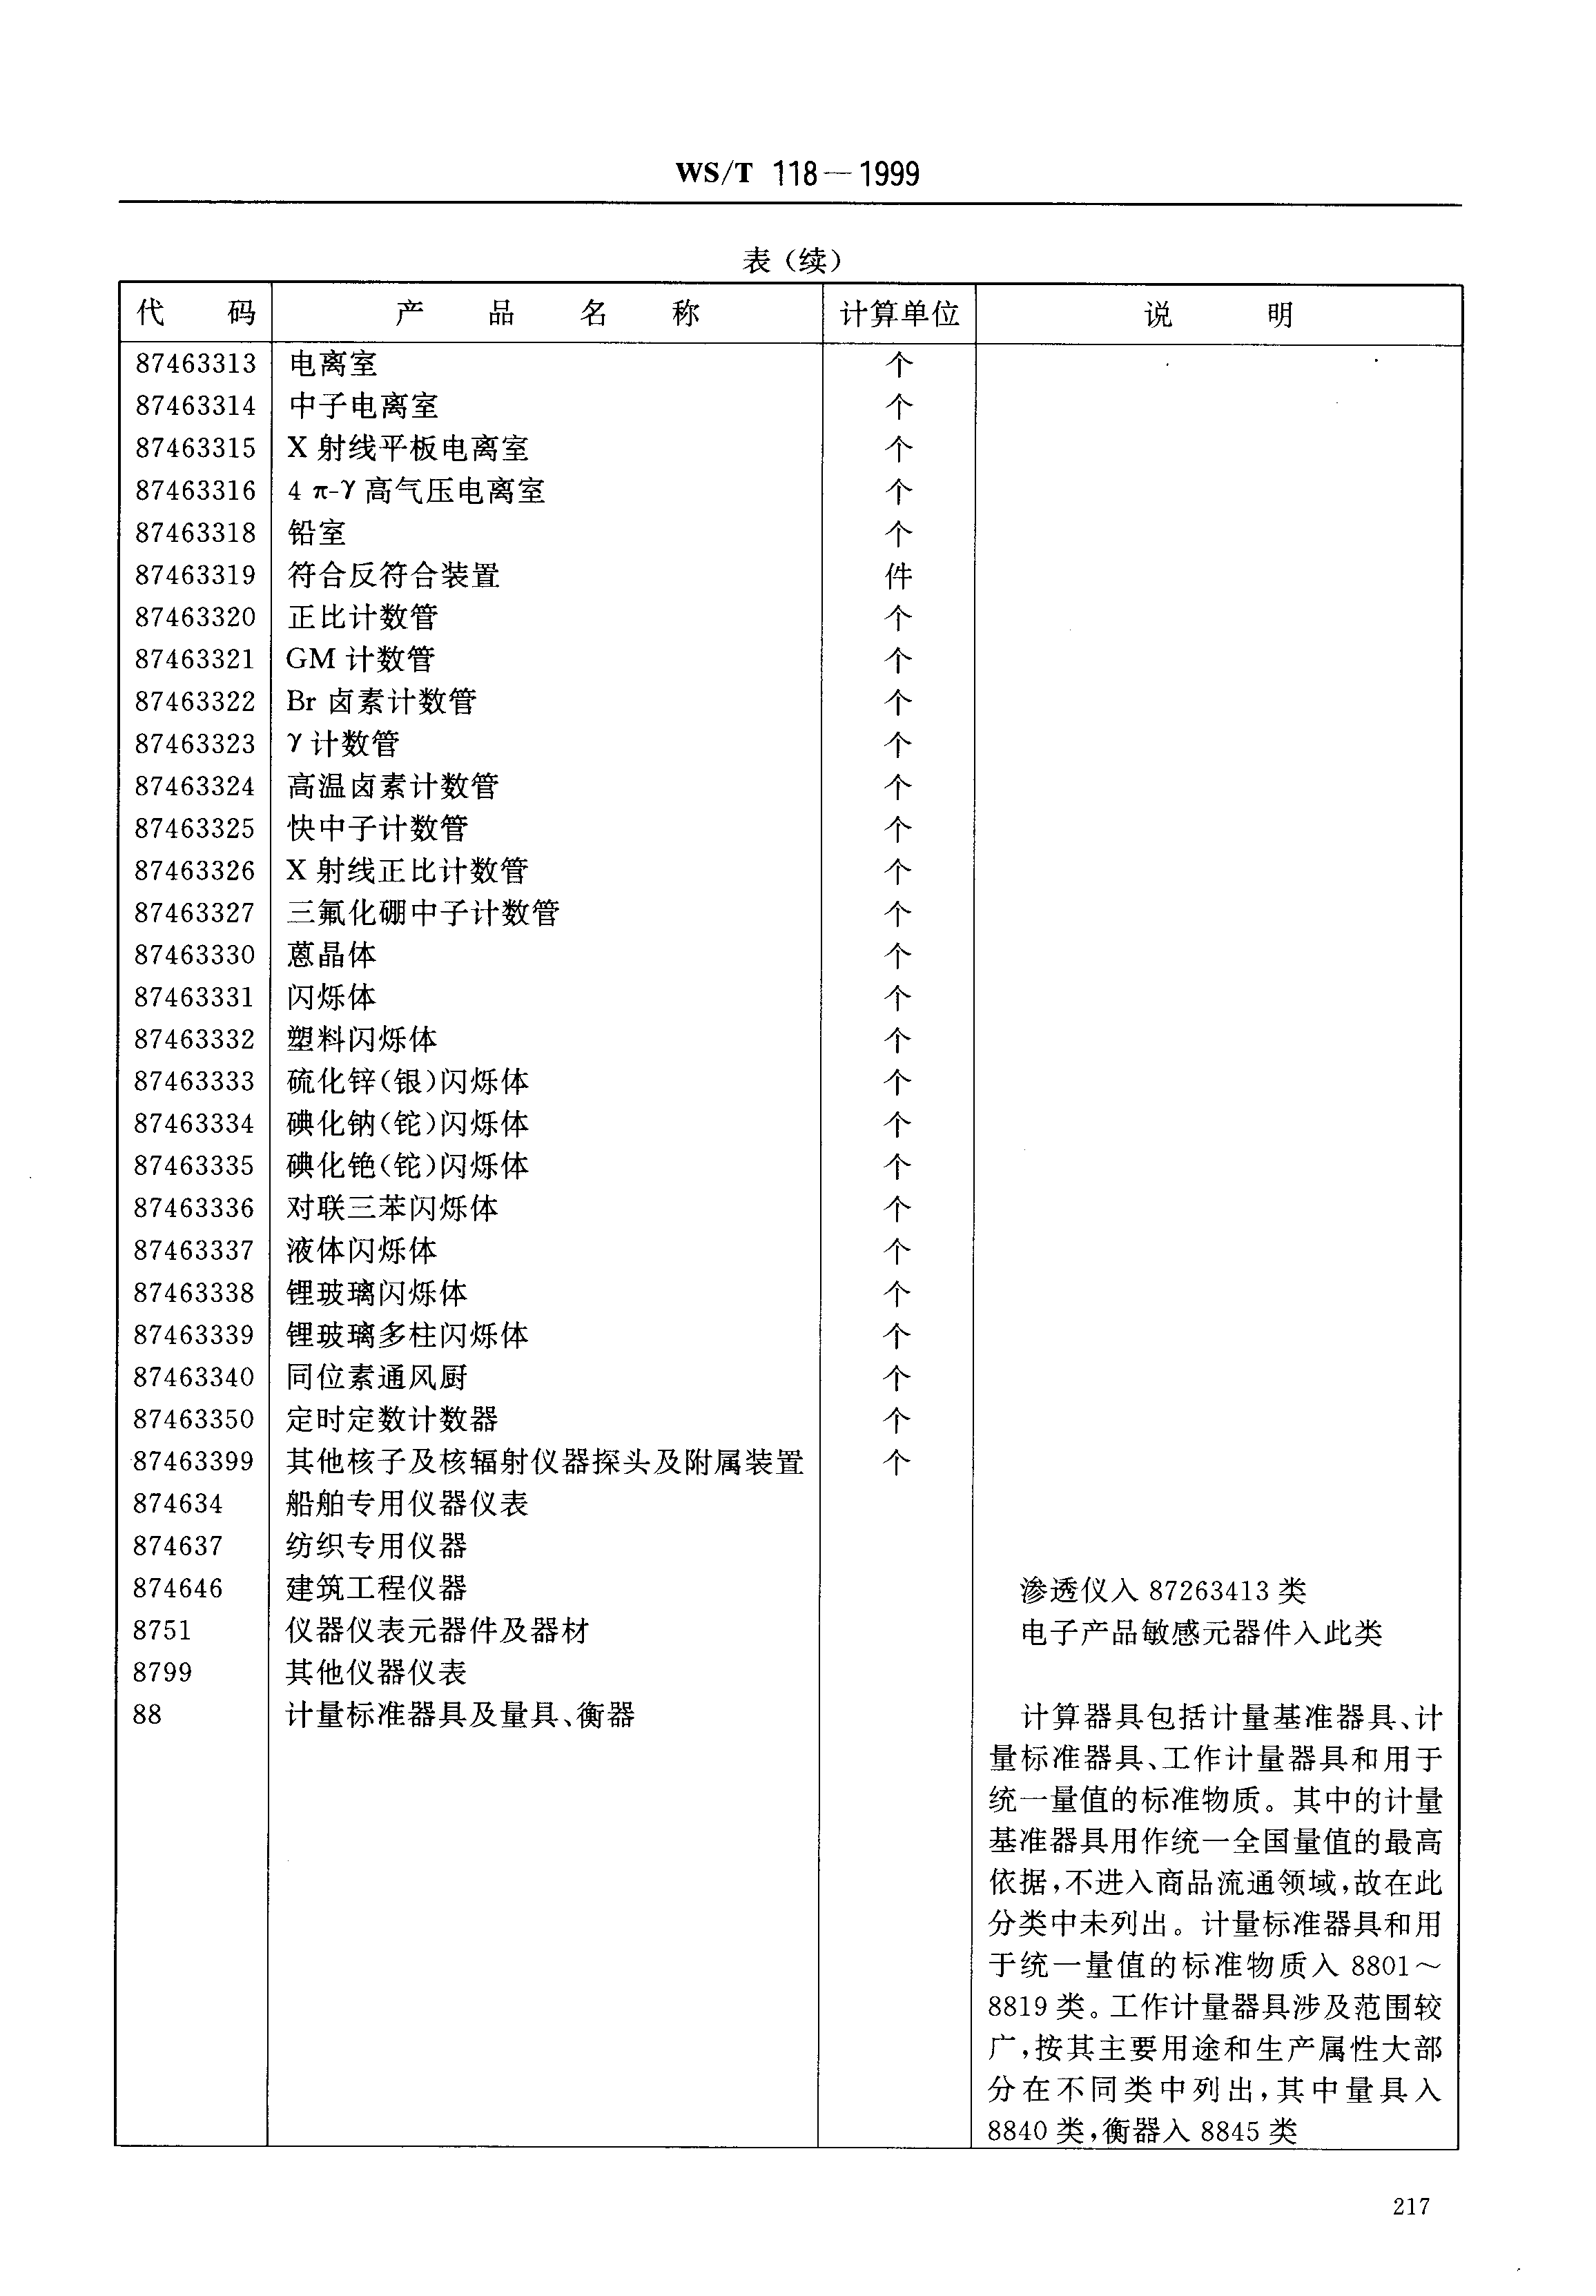 WS/T 118—1999
表（续）
代 码 产 品 名 称 计算单位 说 明
87463313 电离室 个
87463314 中子电离室 个
87463315 X 射线平板电离室 个
87463316 4 π-γ 高气压电离室 个
87463318 铅室 个
87463319 符合反符合装置 件
87463320 正比计数管 个
87463321 GM 计数管 个
87463322 Br 卤素计数管 个
87463323 γ 计数管 个
87463324 高温卤素计数管 个
87463325 快中子计数管 个
87463326 X 射线正比计数管 个
87463327 三氟化硼中子计数管 个
87463330 蒽晶体 个
87463331 闪烁体 个
87463332 塑料闪烁体 个
87463333 硫化锌(银)闪烁体 个
87463334 碘化钠(铊)闪烁体 个
87463335 碘化铯(铊)闪烁体 个
87463336 对联三苯闪烁体 个
87463337 液体闪烁体 个
87463338 锂玻璃闪烁体 个
87463339 锂玻璃多柱闪烁体 个
87463340 同位素通风厨 个
87463350 定时定数计数器 个
87463399 其他核子及核辐射仪器探头及附属装置 个
874634 船舶专用仪器仪表
874637 纺织专用仪器
874646 建筑工程仪器 渗透仪入 87263413 类
8751 仪器仪表元器件及器材 电子产品敏感元器件入此类
8799 其他仪器仪表
88 计量标准器具及量具、衡器 计算器具包括计量基准器具、计
量标准器具、工作计量器具和用于
统一量值的标准物质。其中的计量
基准器具用作统一全国量值的最高
依据,不进入商品流通领域,故在此
分类中未列出。计量标准器具和用
于统一量值的标准物质入 8801～
8819 类。工作计量器具涉及范围较
广,按其主要用途和生产属性大部
分在不同类中列出,其中量具入
8840 类,衡器入 8845 类
217